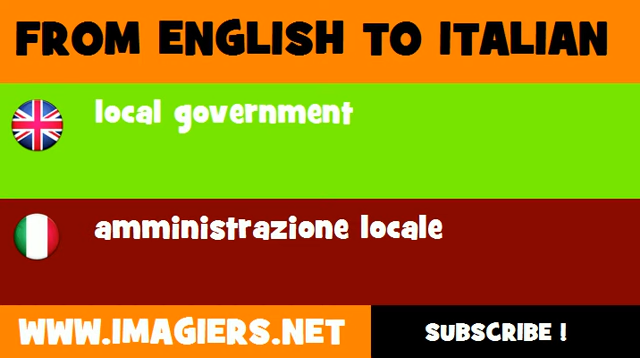 FROM ENGLISH TO ITALIAN
local government
amministrazione locale
WWW.IMAGIERS.NET
SUBSCRIBE !